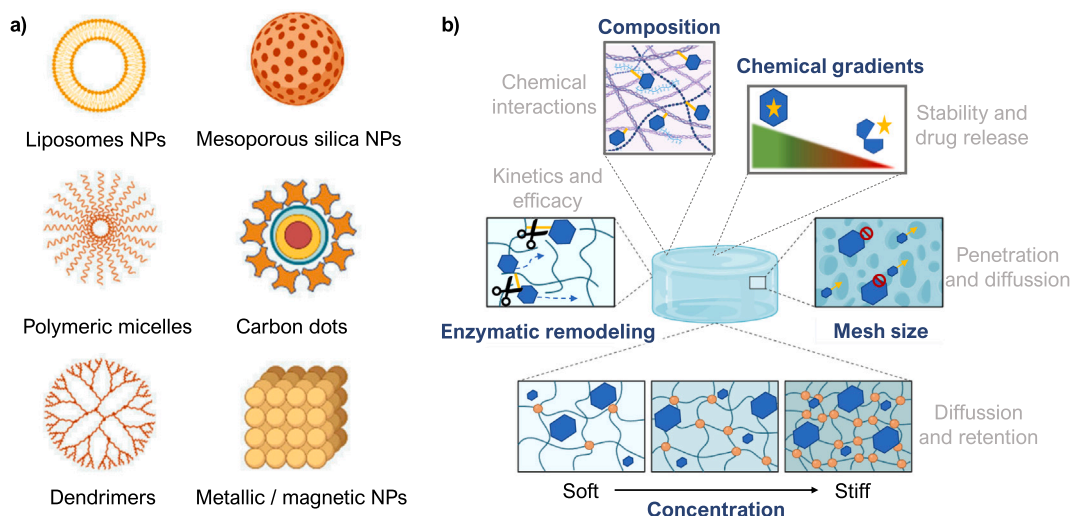 a)
Liposomes NPs
Mesoporous silica NPs
Polymeric micelles
Carbon dots
Dendrimers
Metallic / magnetic NPs
b)
Composition
Chemical
interactions
Chemical gradients
Stability and
drug release
Kinetics and
efficacy
Enzymatic remodeling
Penetration
and diffusion
Mesh size
Diffussion
and retention
Soft
Stiff
Concentration